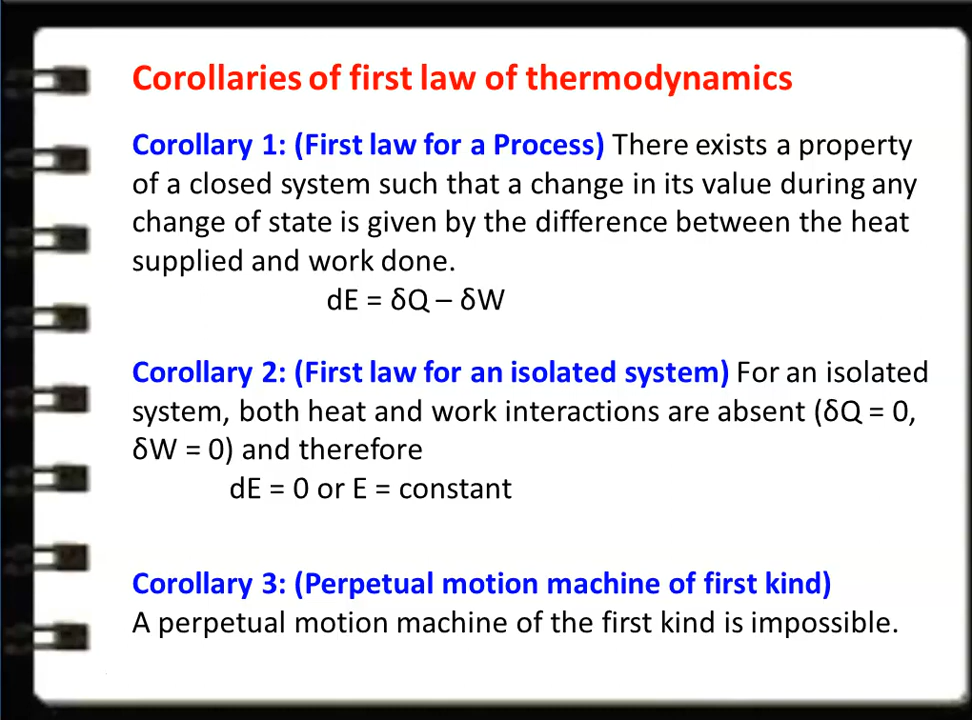 Corollaries of first law of thermodynamics
Corollary 1: (First law for a Process) There exists a property
of a closed system such that a change in its value during any
change of state is given by the difference between the heat
supplied and work done.
dE = δQ – δW
Corollary 2: (First law for an isolated system) For an isolated
system, both heat and work interactions are absent (δQ = 0,
δW = 0) and therefore
dE = 0 or E = constant
Corollary 3: (Perpetual motion machine of first kind)
A perpetual motion machine of the first kind is impossible.